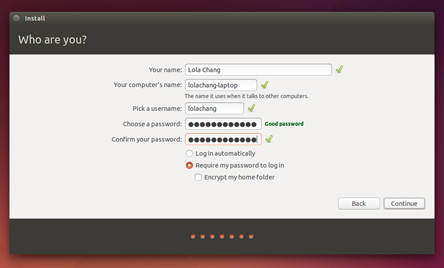 Install
Who are you?
Your name: Lola Chang
Your computer's name: lolachang-laptop
The name it uses when it talks to other computers.
Pick a username: lolachang
Choose a password: ●●●●●●●●●●●● Good password
Confirm your password: ●●●●●●●●●●●●
Log in automatically
Require my password to log in
Encrypt my home folder
Back Continue